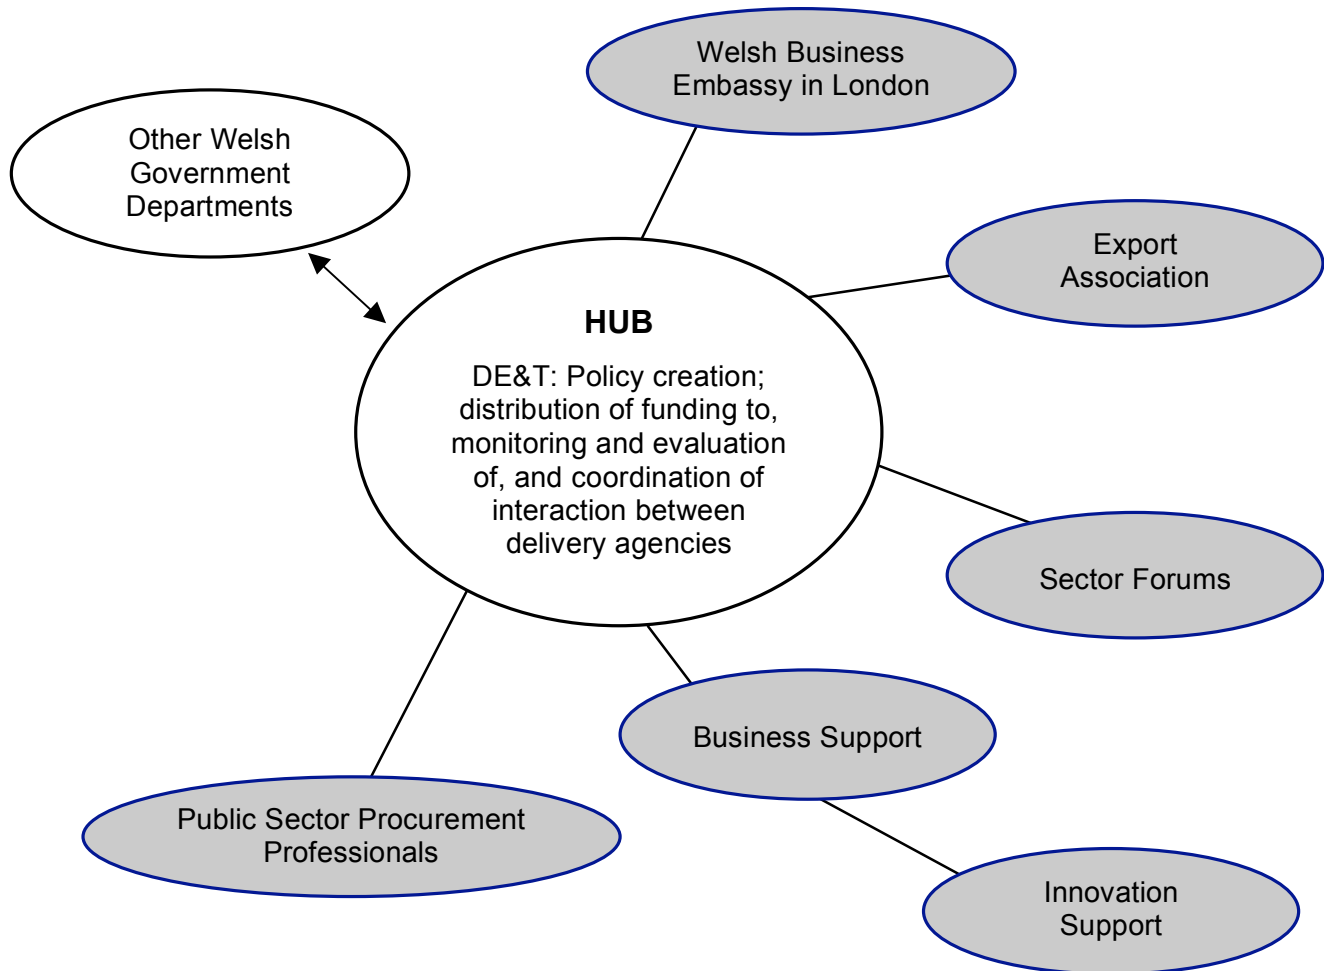 Welsh Business
Embassy in London
Other Welsh
Government
Departments
Export
Association
HUB
DE&T: Policy creation;
distribution of funding to,
monitoring and evaluation
of, and coordination of
interaction between
delivery agencies
Sector Forums
Business Support
Public Sector Procurement
Professionals
Innovation
Support